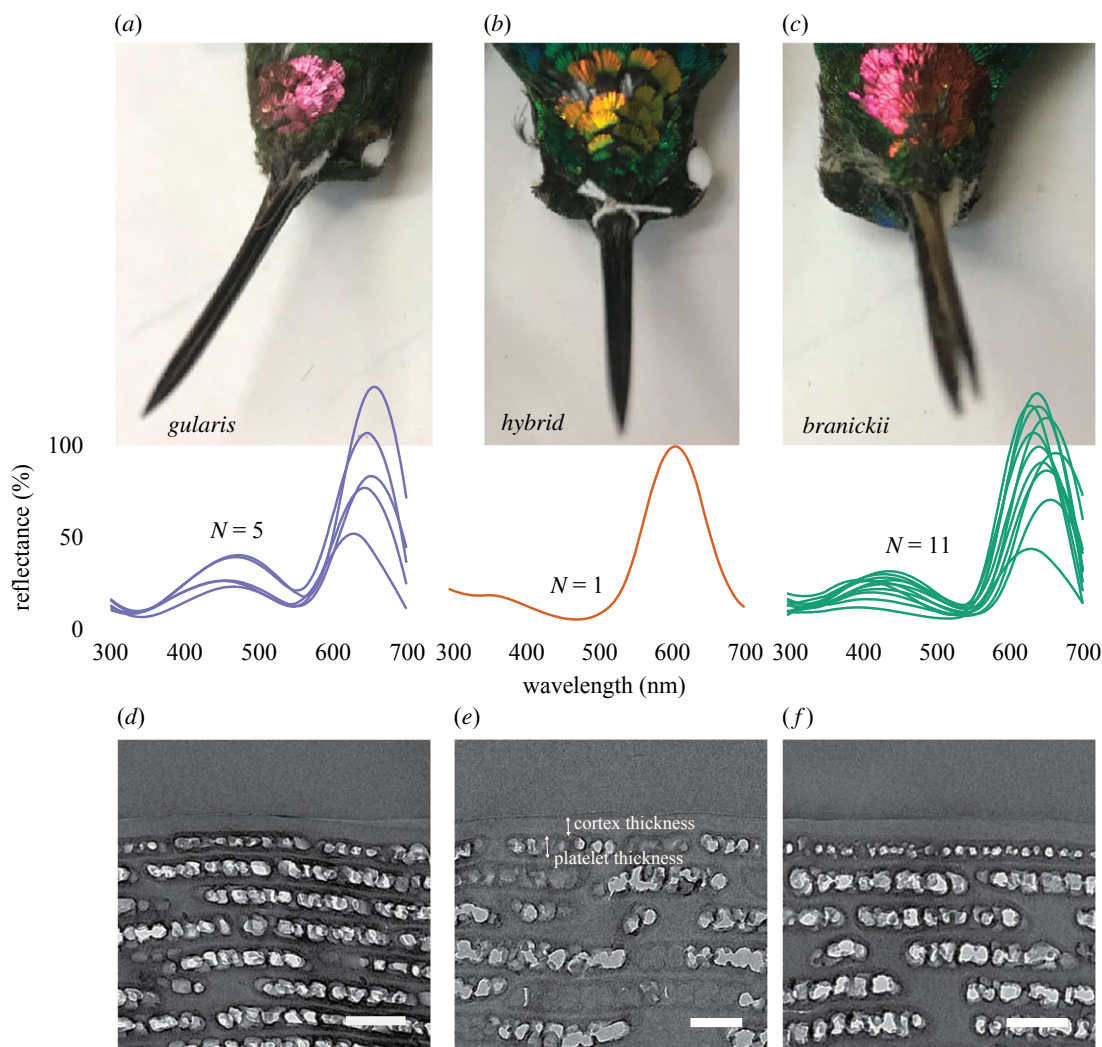 (a)
(b)
(c)
gularis
hybrid
branickii
100
50
0
reflectance (%)
N = 5
N = 1
N = 11
300 400 500 600 700
300 400 500 600 700
300 400 500 600 700
wavelength (nm)
(d)
(e)
(f)
cortex thickness
platelet thickness